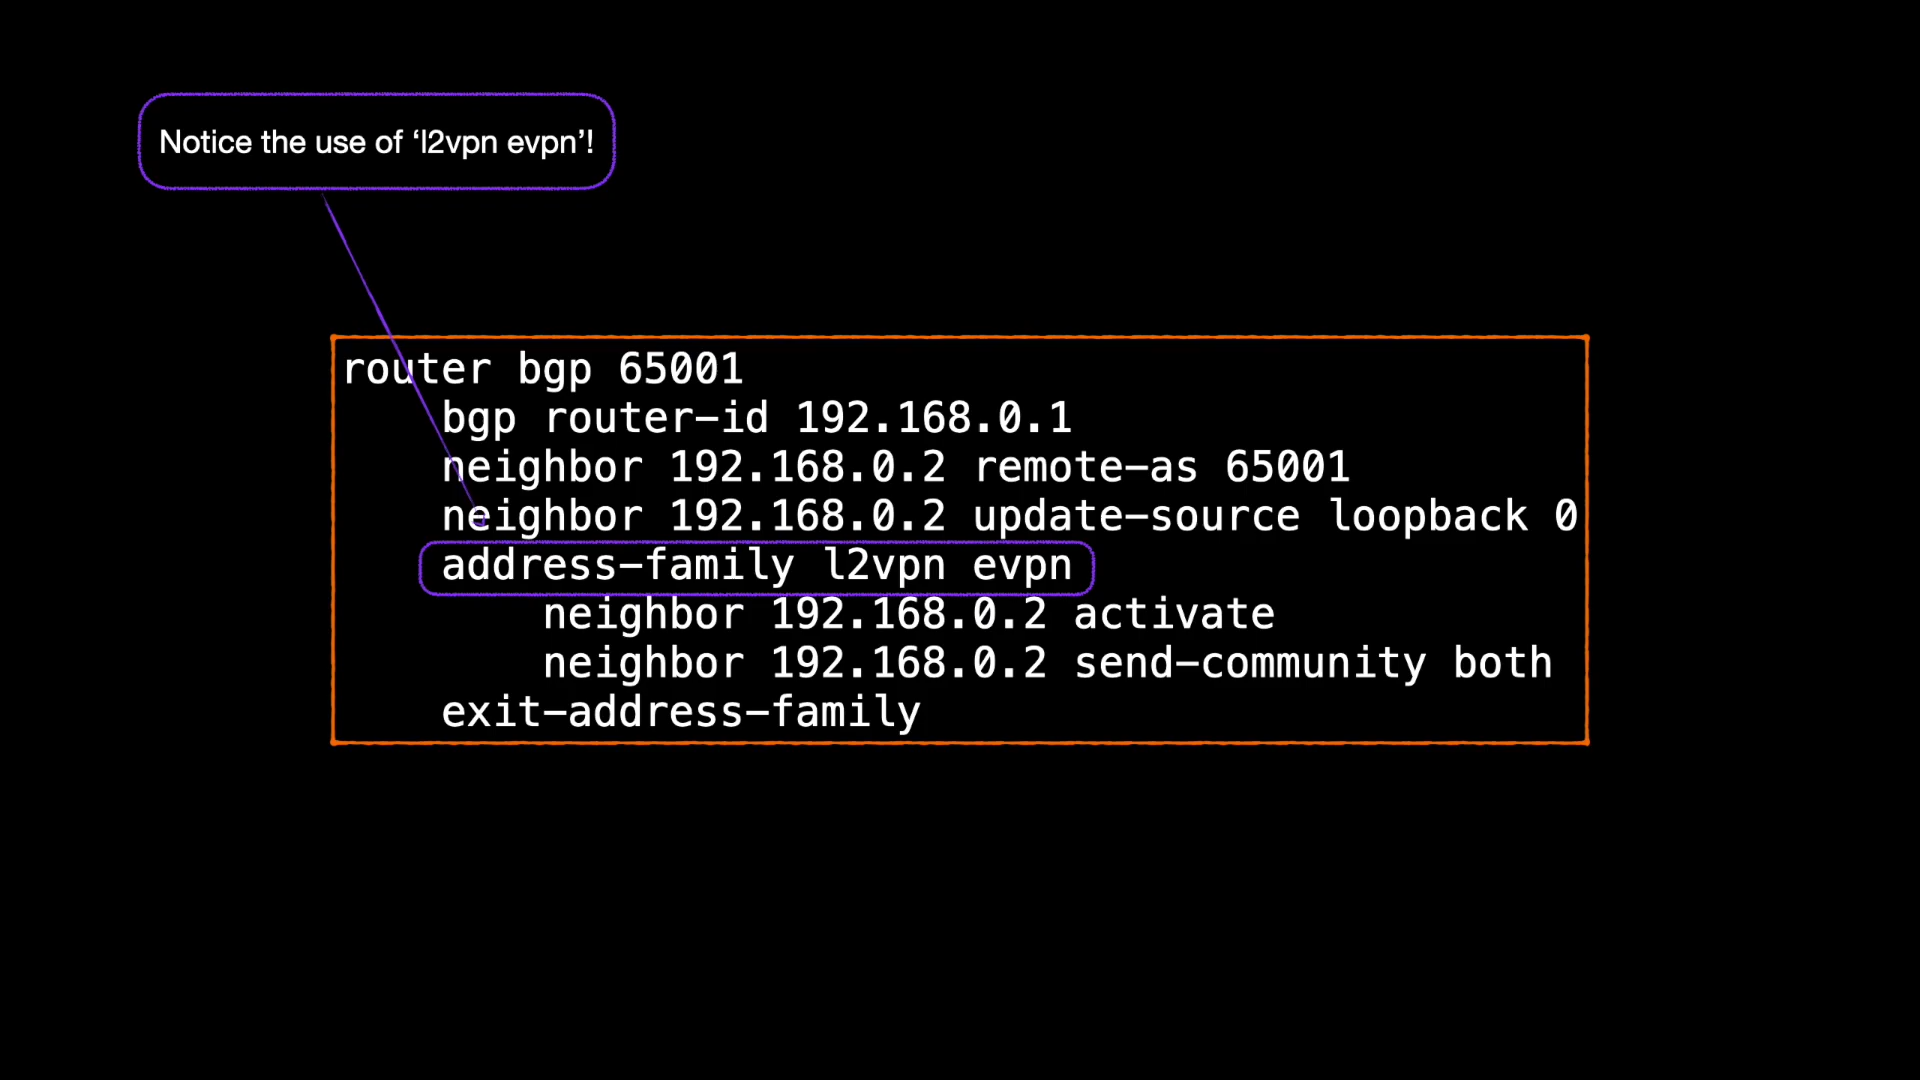 Notice the use of ‘l2vpn evpn’!
router bgp 65001
bgp router-id 192.168.0.1
neighbor 192.168.0.2 remote-as 65001
neighbor 192.168.0.2 update-source loopback 0
address-family l2vpn evpn
neighbor 192.168.0.2 activate
neighbor 192.168.0.2 send-community both
exit-address-family